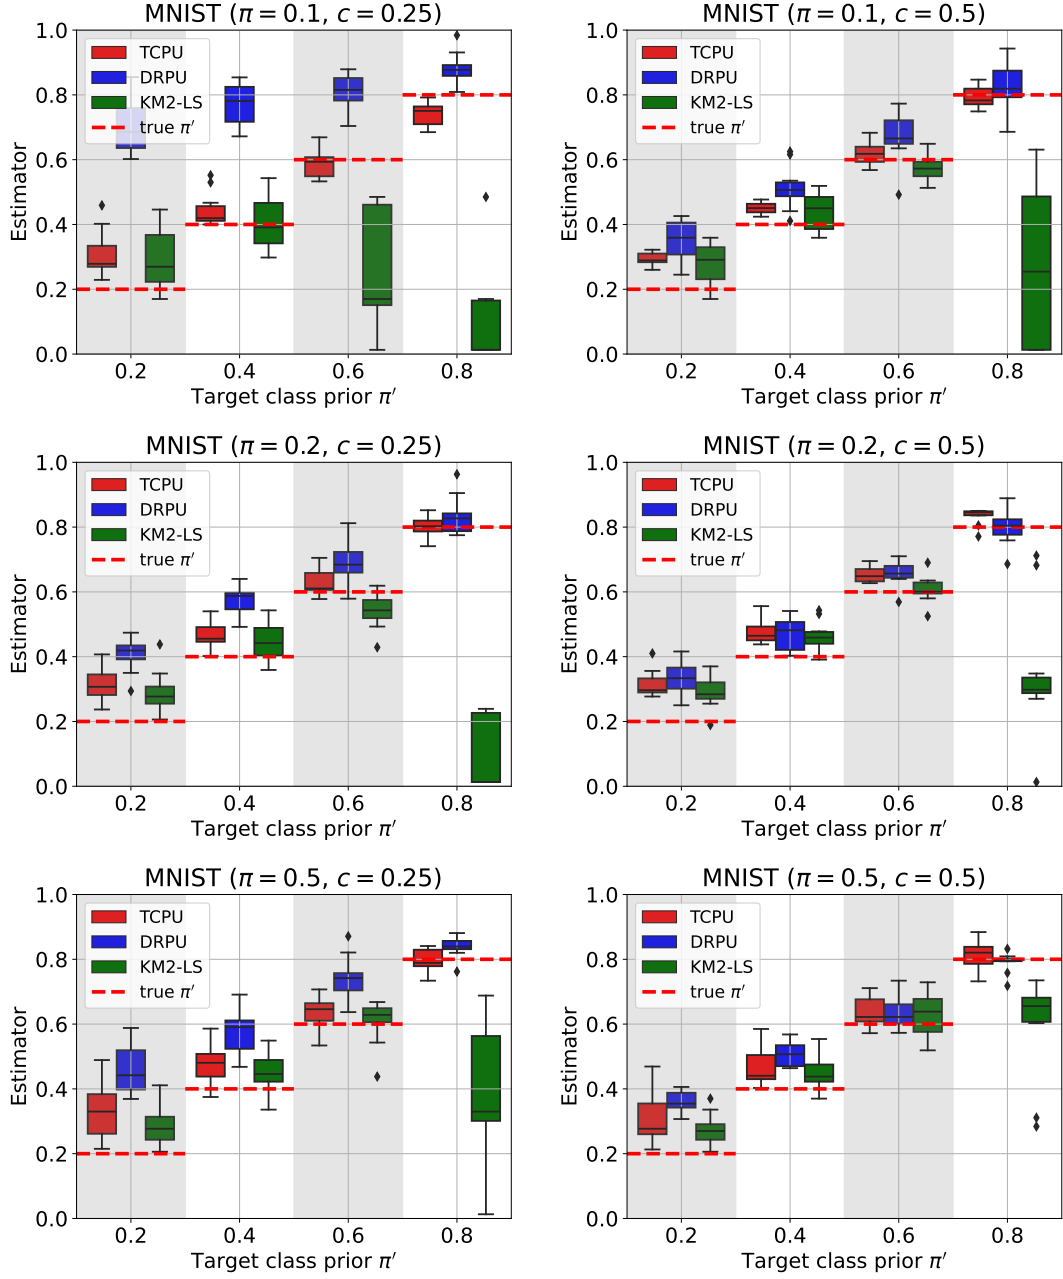 MNIST (π = 0.1, c = 0.25)
1.0
0.8
0.6
0.4
0.2
0.0
Estimator
TCPU
DRPU
KM2-LS
true π′
0.2 0.4 0.6 0.8
Target class prior π′
MNIST (π = 0.1, c = 0.5)
1.0
0.8
0.6
0.4
0.2
0.0
Estimator
TCPU
DRPU
KM2-LS
true π′
0.2 0.4 0.6 0.8
Target class prior π′
MNIST (π = 0.2, c = 0.25)
1.0
0.8
0.6
0.4
0.2
0.0
Estimator
TCPU
DRPU
KM2-LS
true π′
0.2 0.4 0.6 0.8
Target class prior π′
MNIST (π = 0.2, c = 0.5)
1.0
0.8
0.6
0.4
0.2
0.0
Estimator
TCPU
DRPU
KM2-LS
true π′
0.2 0.4 0.6 0.8
Target class prior π′
MNIST (π = 0.5, c = 0.25)
1.0
0.8
0.6
0.4
0.2
0.0
Estimator
TCPU
DRPU
KM2-LS
true π′
0.2 0.4 0.6 0.8
Target class prior π′
MNIST (π = 0.5, c = 0.5)
1.0
0.8
0.6
0.4
0.2
0.0
Estimator
TCPU
DRPU
KM2-LS
true π′
0.2 0.4 0.6 0.8
Target class prior π′